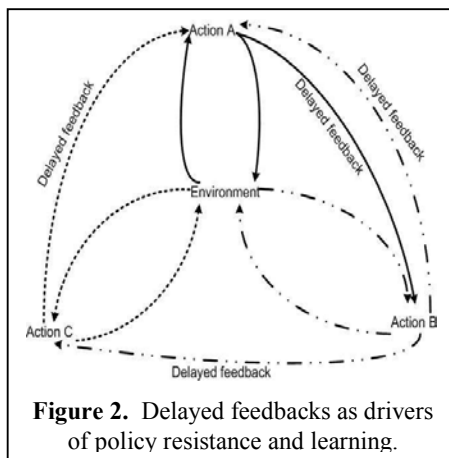 Action A
Delayed feedback
Delayed feedback
Delayed feedback
Environment
Action C
Action B
Delayed feedback
Figure 2. Delayed feedbacks as drivers
of policy resistance and learning.